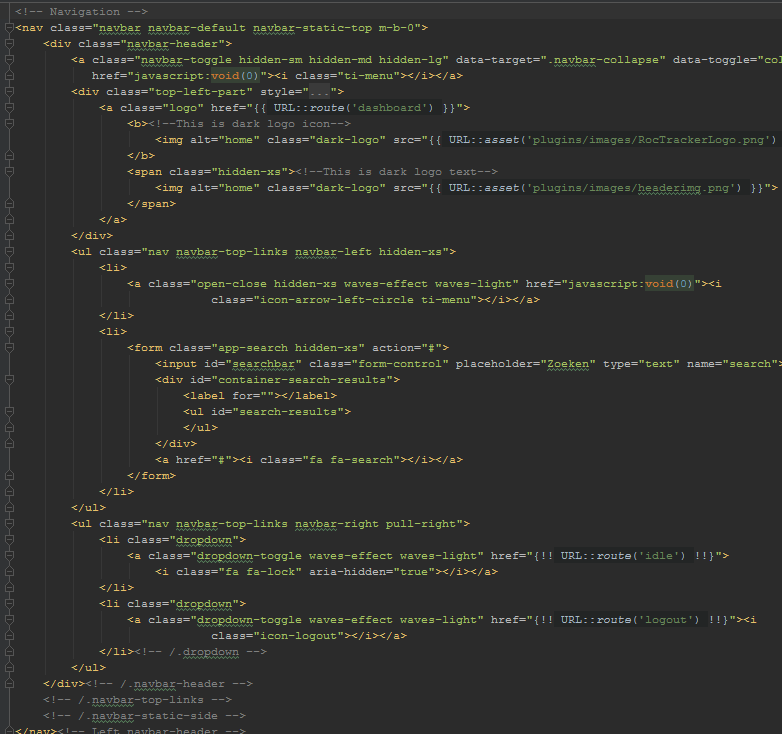 <!-- Navigation -->
<nav class="navbar navbar-default navbar-static-top m-b-0">
<div class="navbar-header">
<a class="navbar-toggle hidden-sm hidden-md hidden-lg" data-target=".navbar-collapse" data-toggle="col
href="javascript:void(0)"><i class="ti-menu"></i></a>
<div class="top-left-part" style="...">
<a class="logo" href="{{ URL::route('dashboard') }}">
<b><!--This is dark logo icon-->
<img alt="home" class="dark-logo" src="{{ URL::asset('plugins/images/RocTrackerLogo.png')
</b>
<span class="hidden-xs"><!--This is dark logo text-->
<img alt="home" class="dark-logo" src="{{ URL::asset('plugins/images/headerimg.png') }}">
</span>
</a>
</div>
<ul class="nav navbar-top-links navbar-left hidden-xs">
<li>
<a class="open-close hidden-xs waves-effect waves-light" href="javascript:void(0)"><i
class="icon-arrow-left-circle ti-menu"></i></a>
</li>
<li>
<form class="app-search hidden-xs" action="#">
<input id="searchbar" class="form-control" placeholder="Zoeken" type="text" name="search">
<div id="container-search-results">
<label for=""></label>
<ul id="search-results">
</ul>
</div>
<a href="#"><i class="fa fa-search"></i></a>
</form>
</li>
</ul>
<ul class="nav navbar-top-links navbar-right pull-right">
<li class="dropdown">
<a class="dropdown-toggle waves-effect waves-light" href="{!! URL::route('idle') !!}">
<i class="fa fa-lock" aria-hidden="true"></i></a>
</li>
<li class="dropdown">
<a class="dropdown-toggle waves-effect waves-light" href="{!! URL::route('logout') !!}"><i
class="icon-logout"></i></a>
</li><!-- /.dropdown -->
</ul>
</div><!-- /.navbar-header -->
<!-- /.navbar-top-links -->
<!-- /.navbar-static-side -->
</nav><!-- Left navbar-header -->